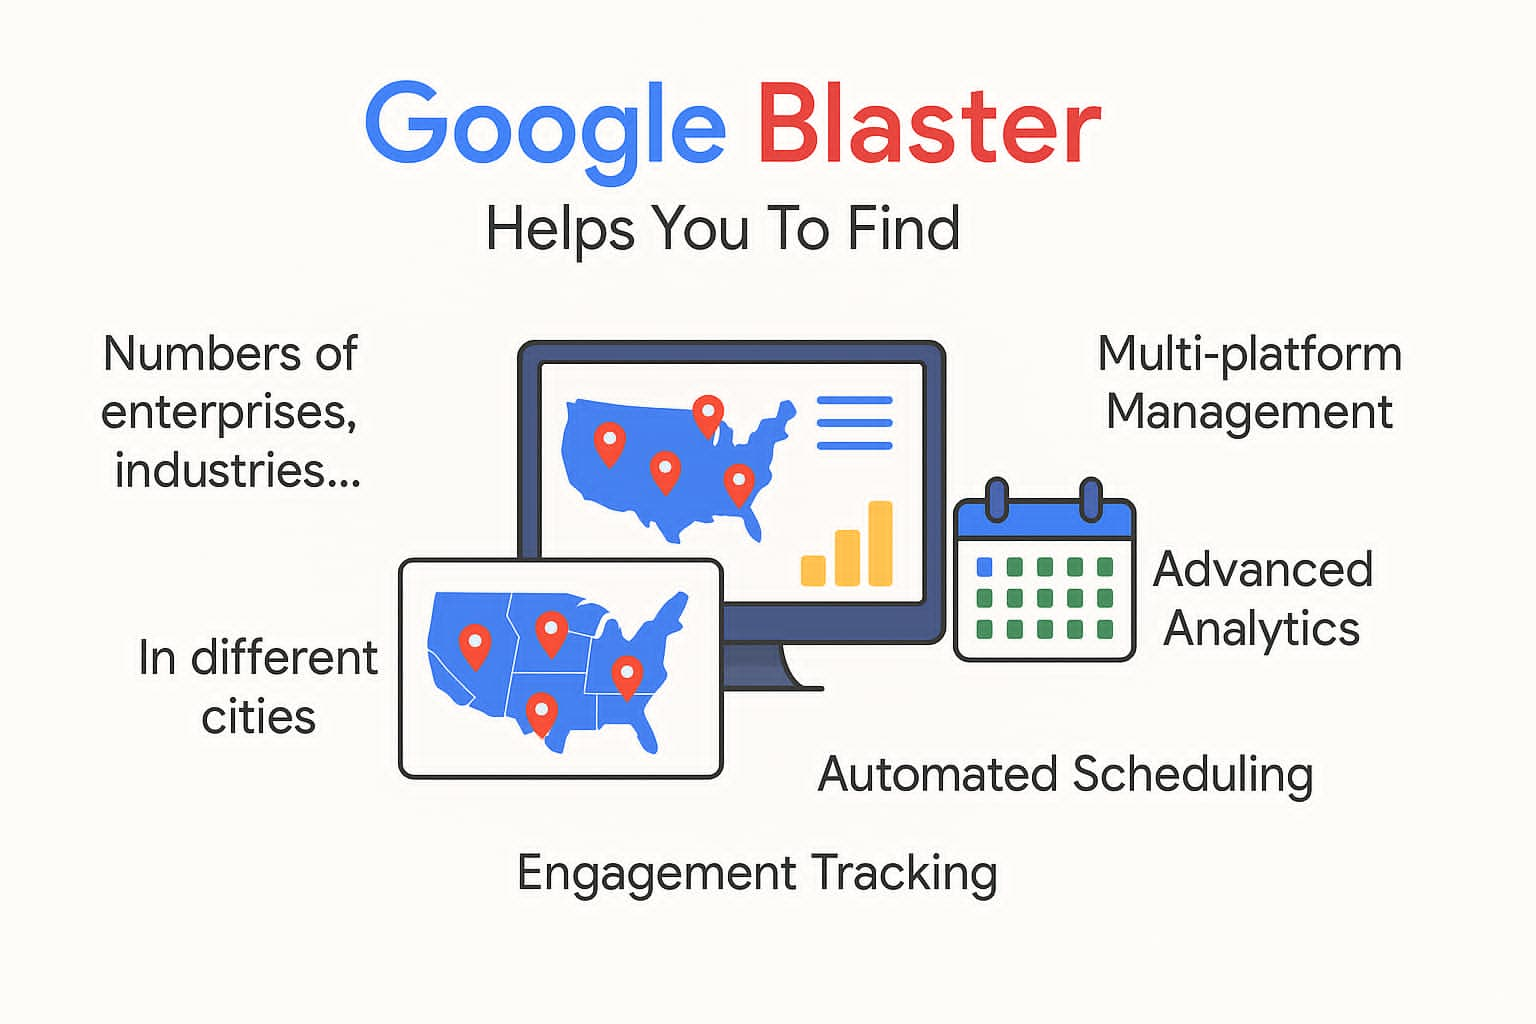 Google Blaster
Helps You To Find
Numbers of
enterprises,
industries...
Multi-platform
Management
In different
cities
Advanced
Analytics
Automated Scheduling
Engagement Tracking